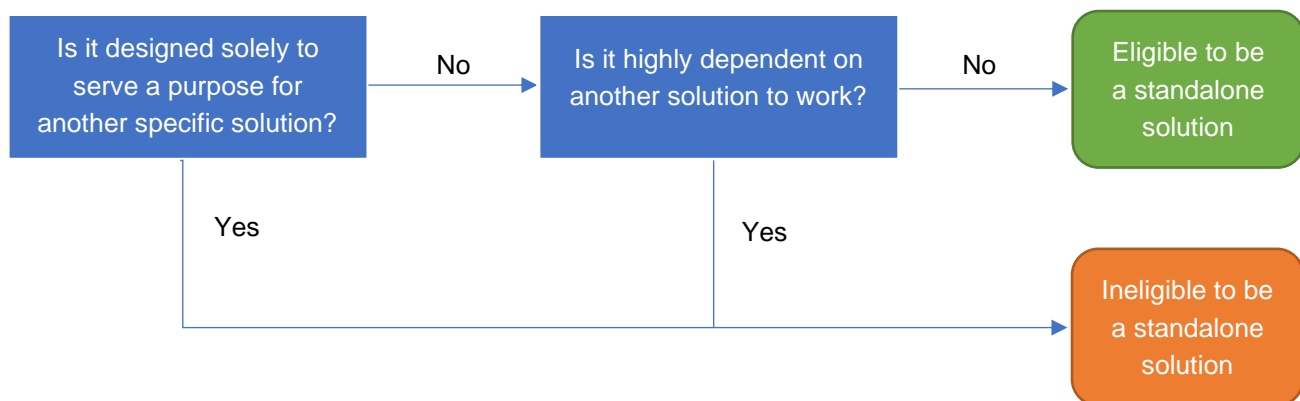 Is it designed solely to
serve a purpose for
another specific solution?
No
Is it highly dependent on
another solution to work?
No
Eligible to be
a standalone
solution
Yes
Yes
Ineligible to be
a standalone
solution